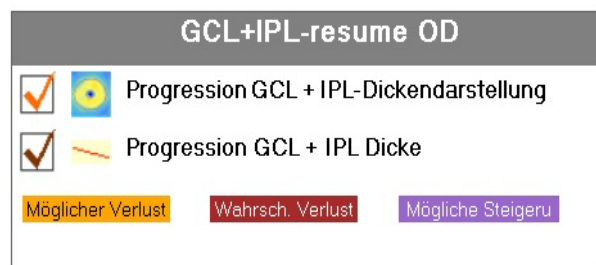 GCL+IPL-resume OD
Progression GCL + IPL-Dickendarstellung
Progression GCL + IPL Dicke
Möglicher Verlust Wahrsch. Verlust Mögliche Steigeru